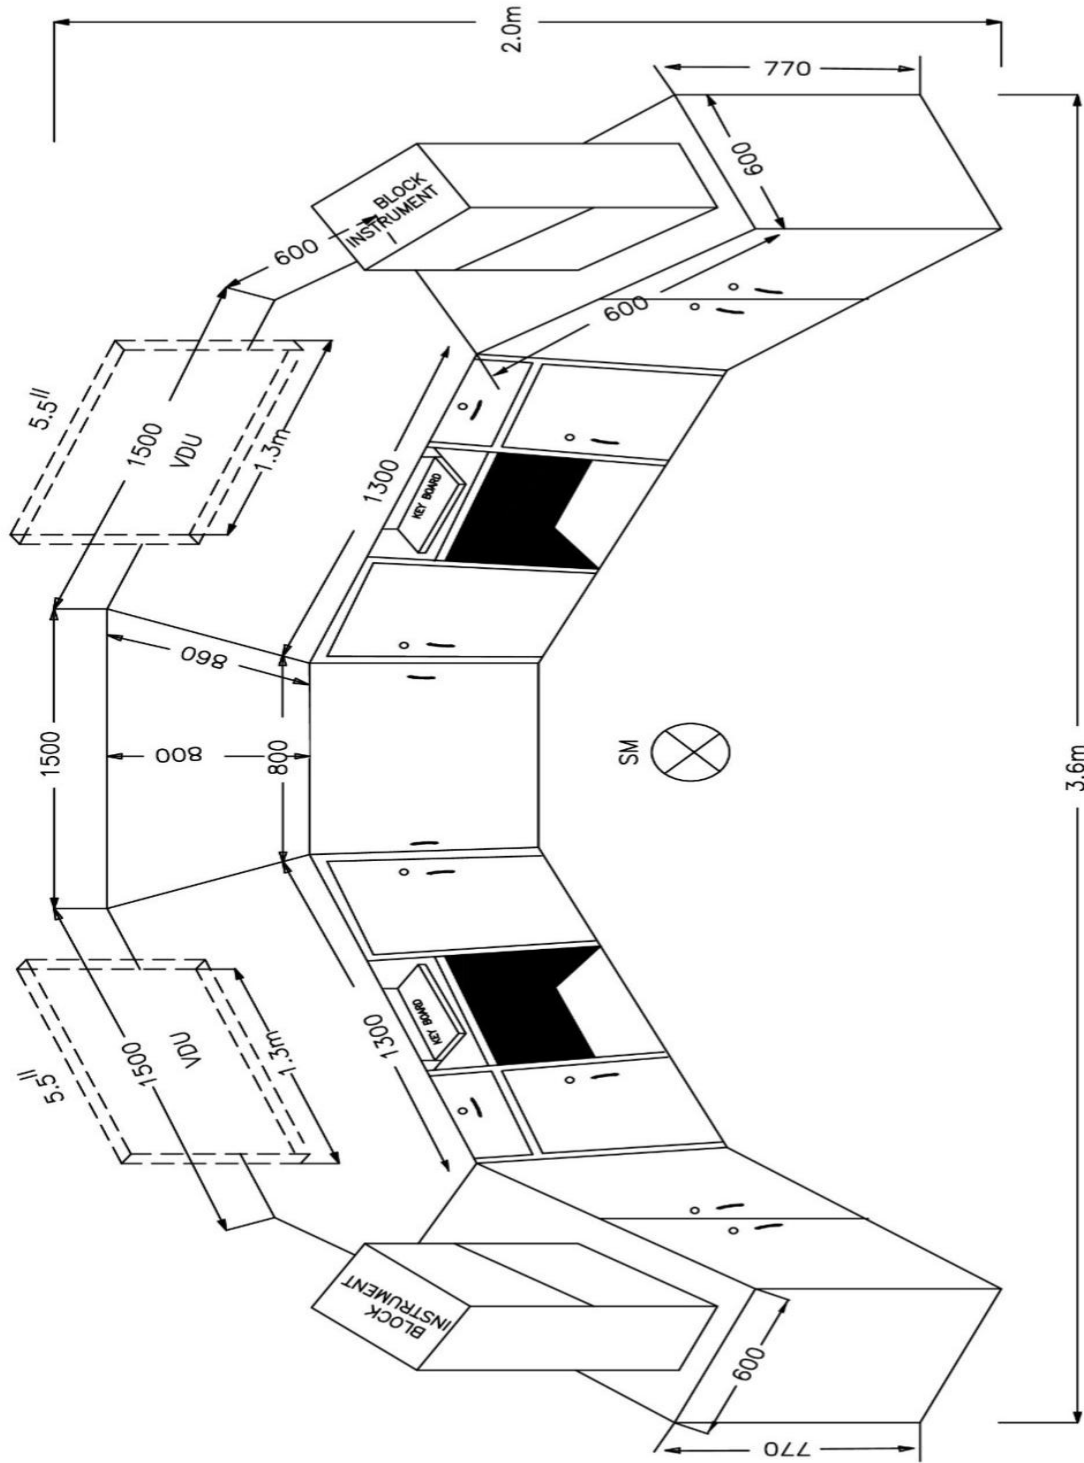 2.0m
770
600
BLOCK
INSTRUMENT
600
5.5"
1500
VDU
1.3m
600
1300
KEY BOARD
860
1500
800
800
SM
3.6m
5.5"
1500
VDU
1.3m
1300
KEY BOARD
BLOCK
INSTRUMENT
600
770